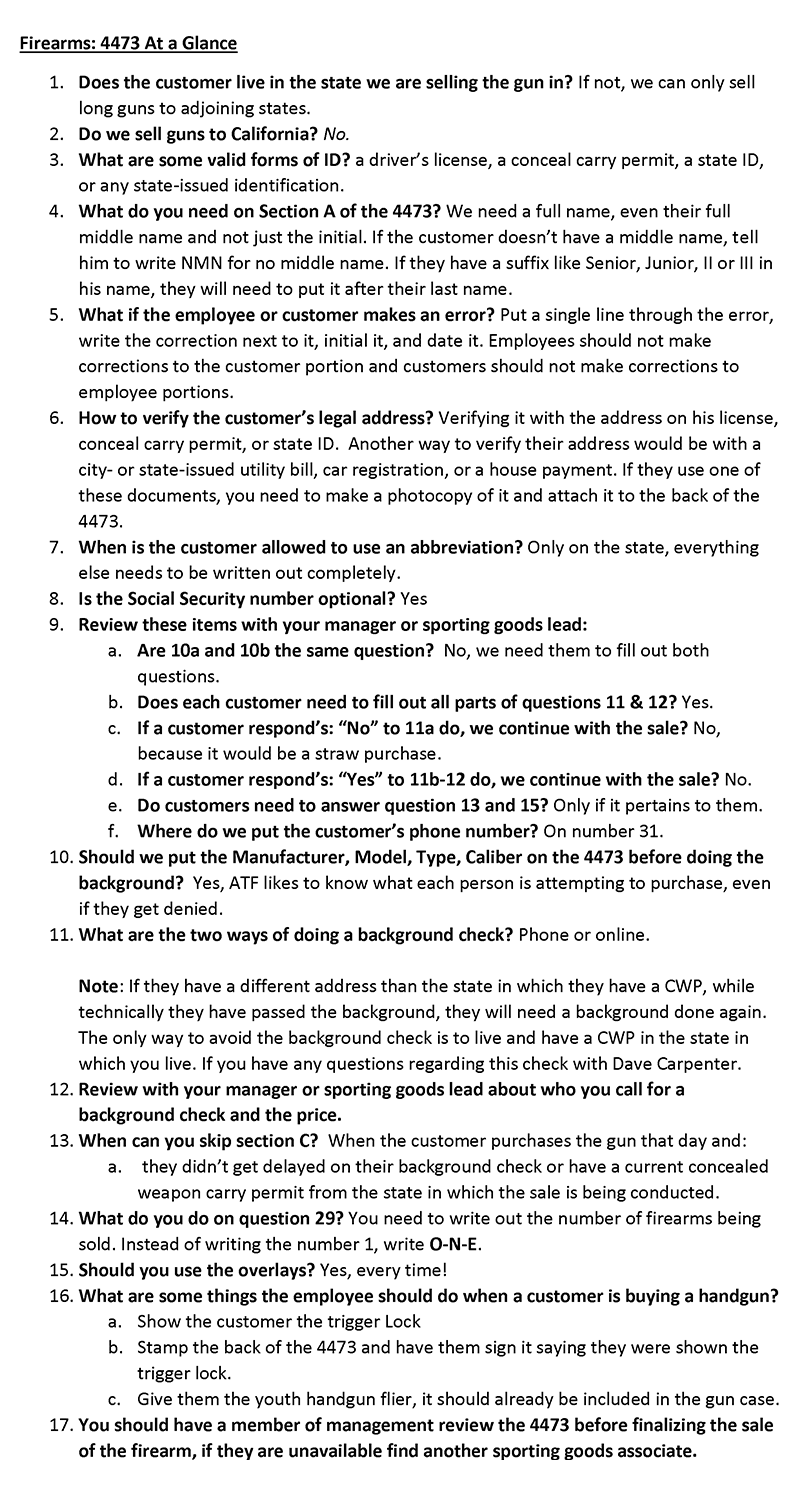 Firearms: 4473 At a Glance
1. Does the customer live in the state we are selling the gun in? If not, we can only sell
long guns to adjoining states.
2. Do we sell guns to California? No.
3. What are some valid forms of ID? a driver’s license, a conceal carry permit, a state ID,
or any state-issued identification.
4. What do you need on Section A of the 4473? We need a full name, even their full
middle name and not just the initial. If the customer doesn’t have a middle name, tell
him to write NMN for no middle name. If they have a suffix like Senior, Junior, II or III in
his name, they will need to put it after their last name.
5. What if the employee or customer makes an error? Put a single line through the error,
write the correction next to it, initial it, and date it. Employees should not make
corrections to the customer portion and customers should not make corrections to
employee portions.
6. How to verify the customer’s legal address? Verifying it with the address on his license,
conceal carry permit, or state ID.  Another way to verify their address would be with a
city- or state-issued utility bill, car registration, or a house payment. If they use one of
these documents, you need to make a photocopy of it and attach it to the back of the
4473.
7. When is the customer allowed to use an abbreviation? Only on the state, everything
else needs to be written out completely.
8. Is the Social Security number optional? Yes
9. Review these items with your manager or sporting goods lead:
a. Are 10a and 10b the same question?  No, we need them to fill out both
questions.
b. Does each customer need to fill out all parts of questions 11 & 12? Yes.
c. If a customer respond’s: “No” to 11a do, we continue with the sale? No,
because it would be a straw purchase.
d. If a customer respond’s: “Yes” to 11b-12 do, we continue with the sale? No.
e. Do customers need to answer question 13 and 15? Only if it pertains to them.
f. Where do we put the customer’s phone number? On number 31.
10. Should we put the Manufacturer, Model, Type, Caliber on the 4473 before doing the
background?  Yes, ATF likes to know what each person is attempting to purchase, even
if they get denied.
11. What are the two ways of doing a background check? Phone or online.
Note: If they have a different address than the state in which they have a CWP, while
technically they have passed the background, they will need a background done again.
The only way to avoid the background check is to live and have a CWP in the state in
which you live. If you have any questions regarding this check with Dave Carpenter.
12. Review with your manager or sporting goods lead about who you call for a
background check and the price.
13. When can you skip section C?  When the customer purchases the gun that day and:
a. they didn’t get delayed on their background check or have a current concealed
weapon carry permit from the state in which the sale is being conducted.
14. What do you do on question 29? You need to write out the number of firearms being
sold. Instead of writing the number 1, write O-N-E.
15. Should you use the overlays? Yes, every time!
16. What are some things the employee should do when a customer is buying a handgun?
a. Show the customer the trigger Lock
b. Stamp the back of the 4473 and have them sign it saying they were shown the
trigger lock.
c. Give them the youth handgun flier, it should already be included in the gun case.
17. You should have a member of management review the 4473 before finalizing the sale
of the firearm, if they are unavailable find another sporting goods associate.